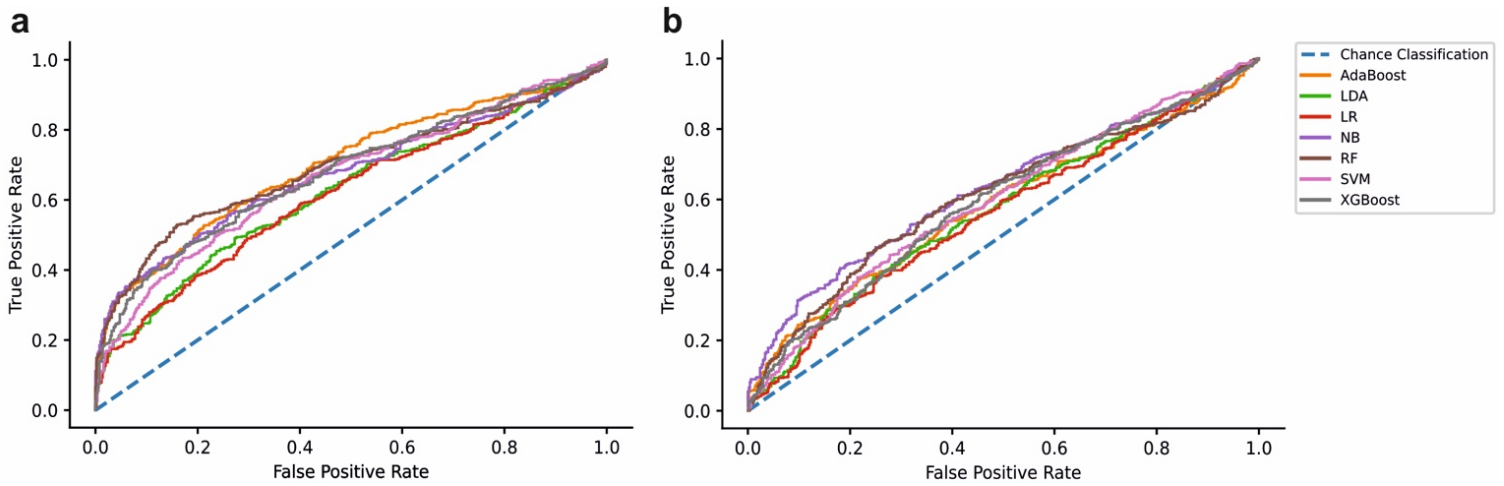 a
1.0
0.8
0.6
0.4
0.2
0.0
True Positive Rate
0.0 0.2 0.4 0.6 0.8 1.0
False Positive Rate
b
1.0
0.8
0.6
0.4
0.2
0.0
True Positive Rate
0.0 0.2 0.4 0.6 0.8 1.0
False Positive Rate
Chance Classification
AdaBoost
LDA
LR
NB
RF
SVM
XGBoost